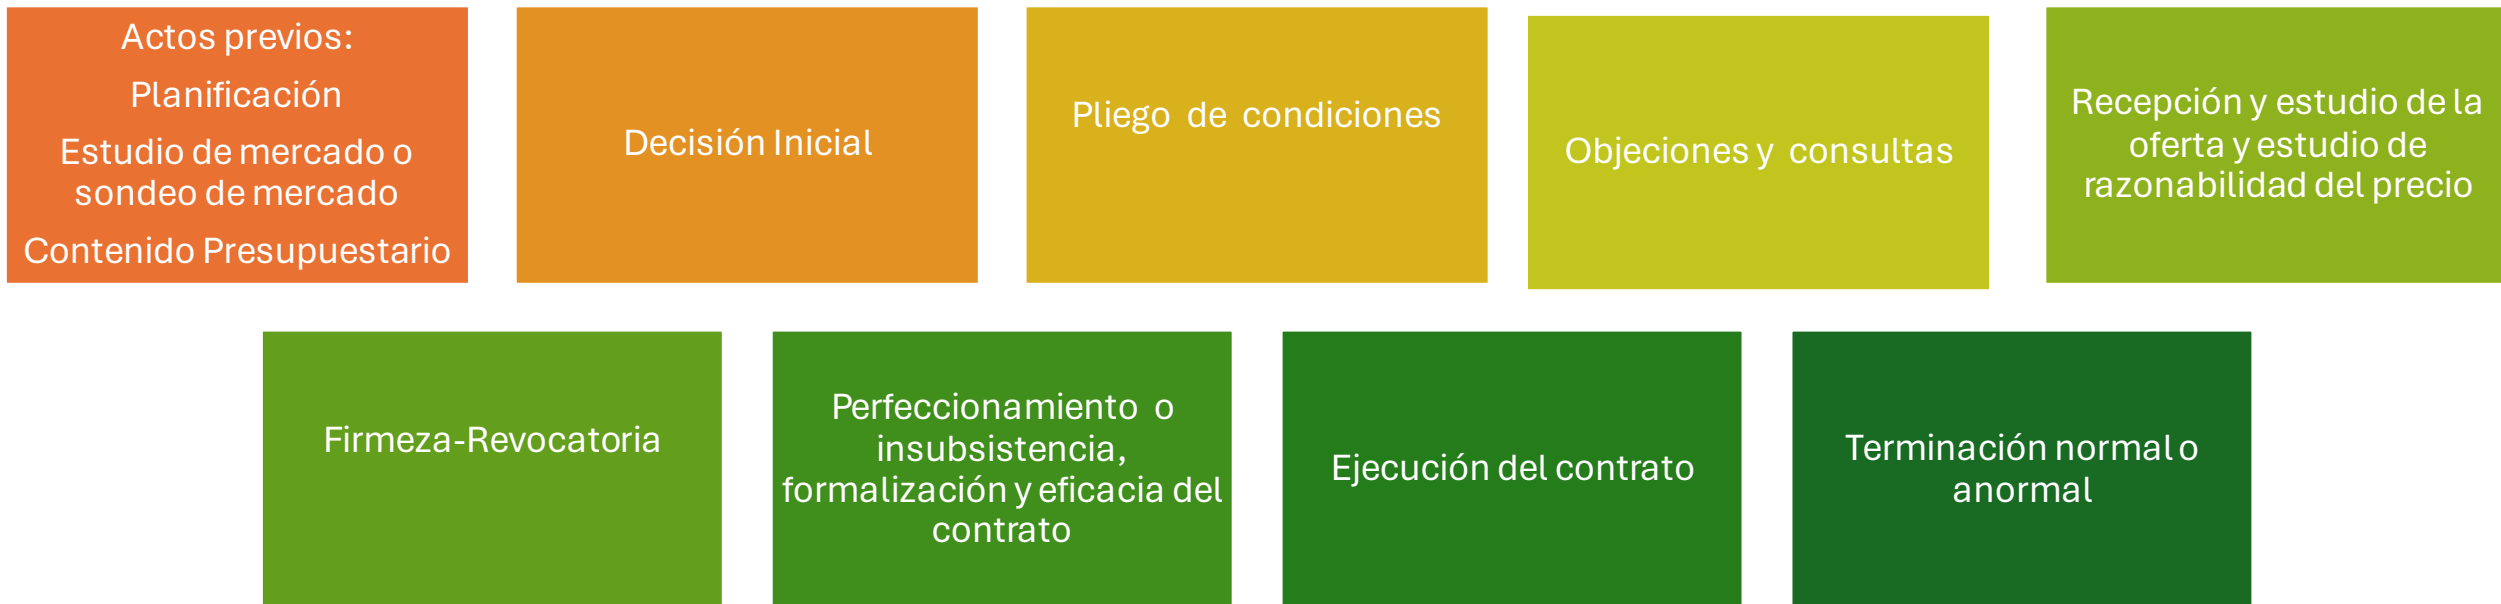 Actos previos:
Planificación
Estudio de mercado o
sondeo de mercado
Contenido Presupuestario
Decisión Inicial
Pliego de condiciones
Objeciones y consultas
Recepción y estudio de la
oferta y estudio de
razonabilidad del precio
Firmeza-Revocatoria
Perfeccionamiento o
insubsistencia,
formalización y eficacia del
contrato
Ejecución del contrato
Terminación normal o
anormal